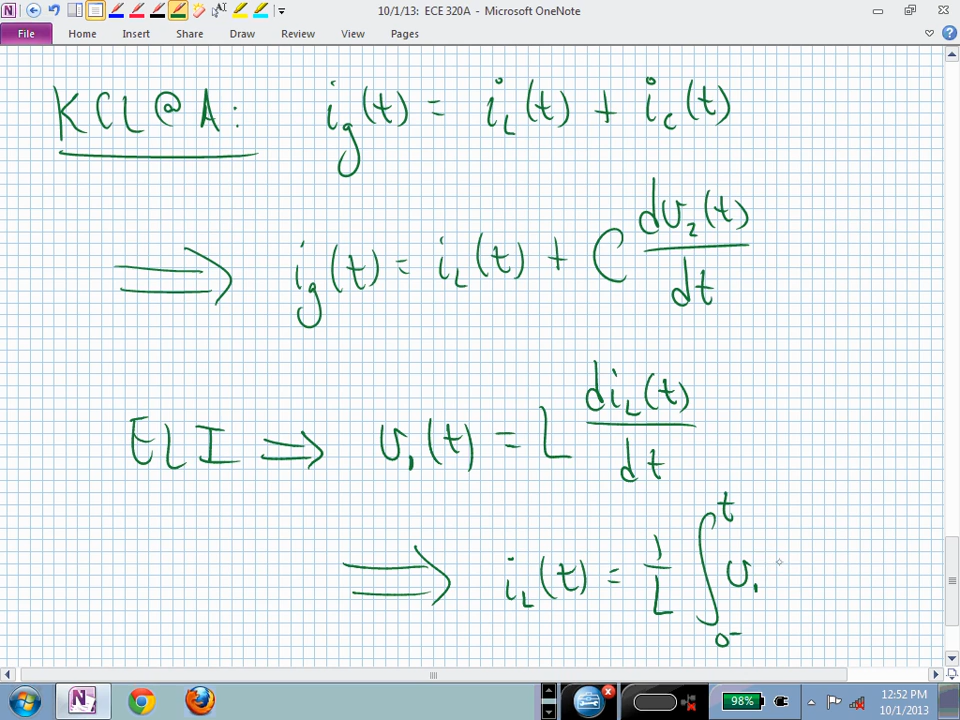 10/1/13: ECE 320A - Microsoft OneNote
File Home Insert Share Draw Review View Pages
KCL@A: i_g(t) = i_L(t) + i_c(t)
⟹ i_g(t) = i_L(t) + C dv_2(t)/dt
ELI ⟹ v_1(t) = L di_L(t)/dt
⟹ i_L(t) = 1/L ∫_{0-}^{t} v_1
98% 12:52 PM
10/1/2013